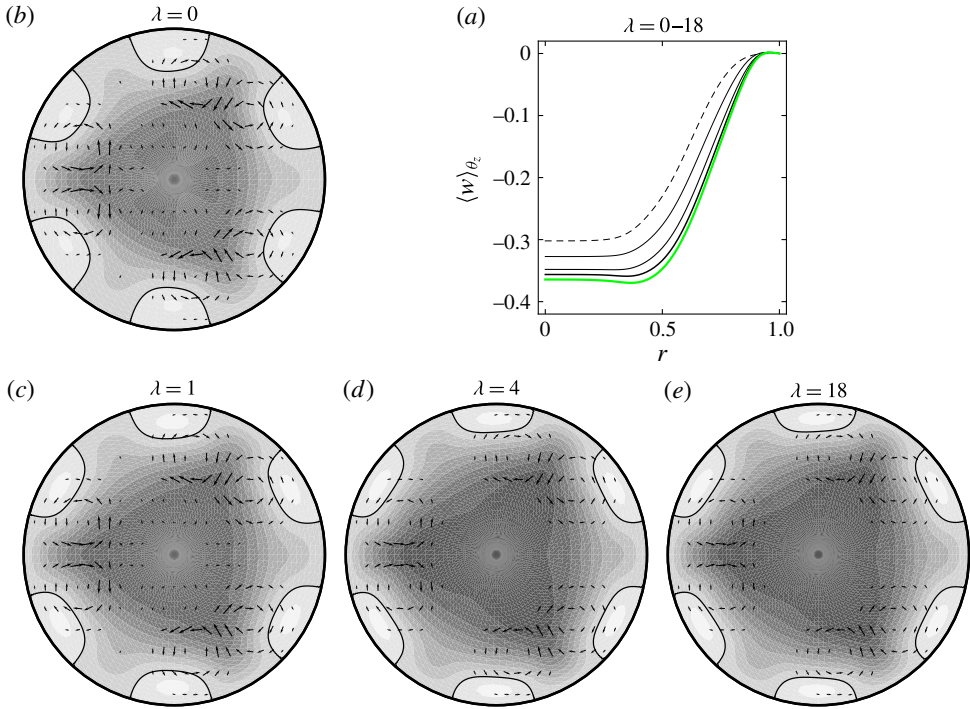 (b)
λ = 0
(a)
λ = 0–18
0
−0.1
−0.2
−0.3
−0.4
⟨w⟩θz
0
0.5
1.0
r
(c)
λ = 1
(d)
λ = 4
(e)
λ = 18